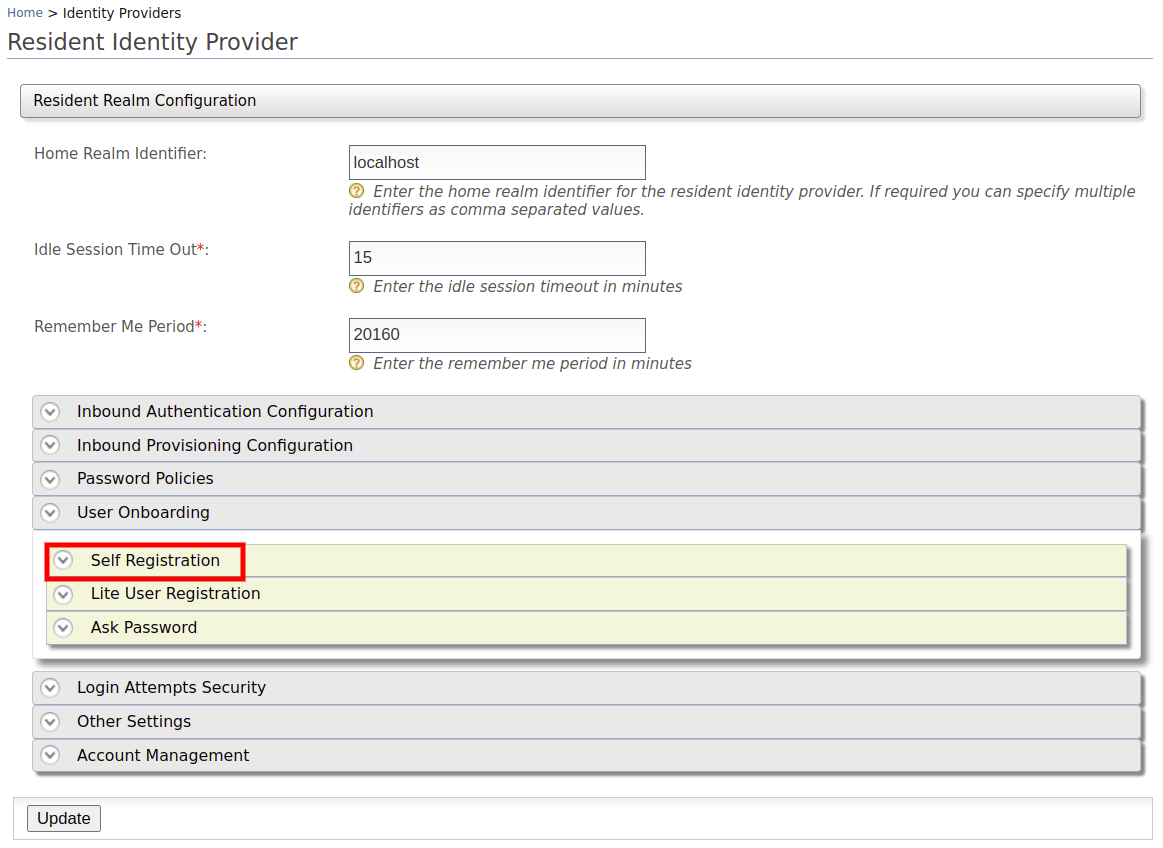 Home > Identity Providers
Resident Identity Provider
Resident Realm Configuration
Home Realm Identifier:
localhost
? Enter the home realm identifier for the resident identity provider. If required you can specify multiple
identifiers as comma separated values.
Idle Session Time Out*:
15
? Enter the idle session timeout in minutes
Remember Me Period*:
20160
? Enter the remember me period in minutes
Inbound Authentication Configuration
Inbound Provisioning Configuration
Password Policies
User Onboarding
Self Registration
Lite User Registration
Ask Password
Login Attempts Security
Other Settings
Account Management
Update